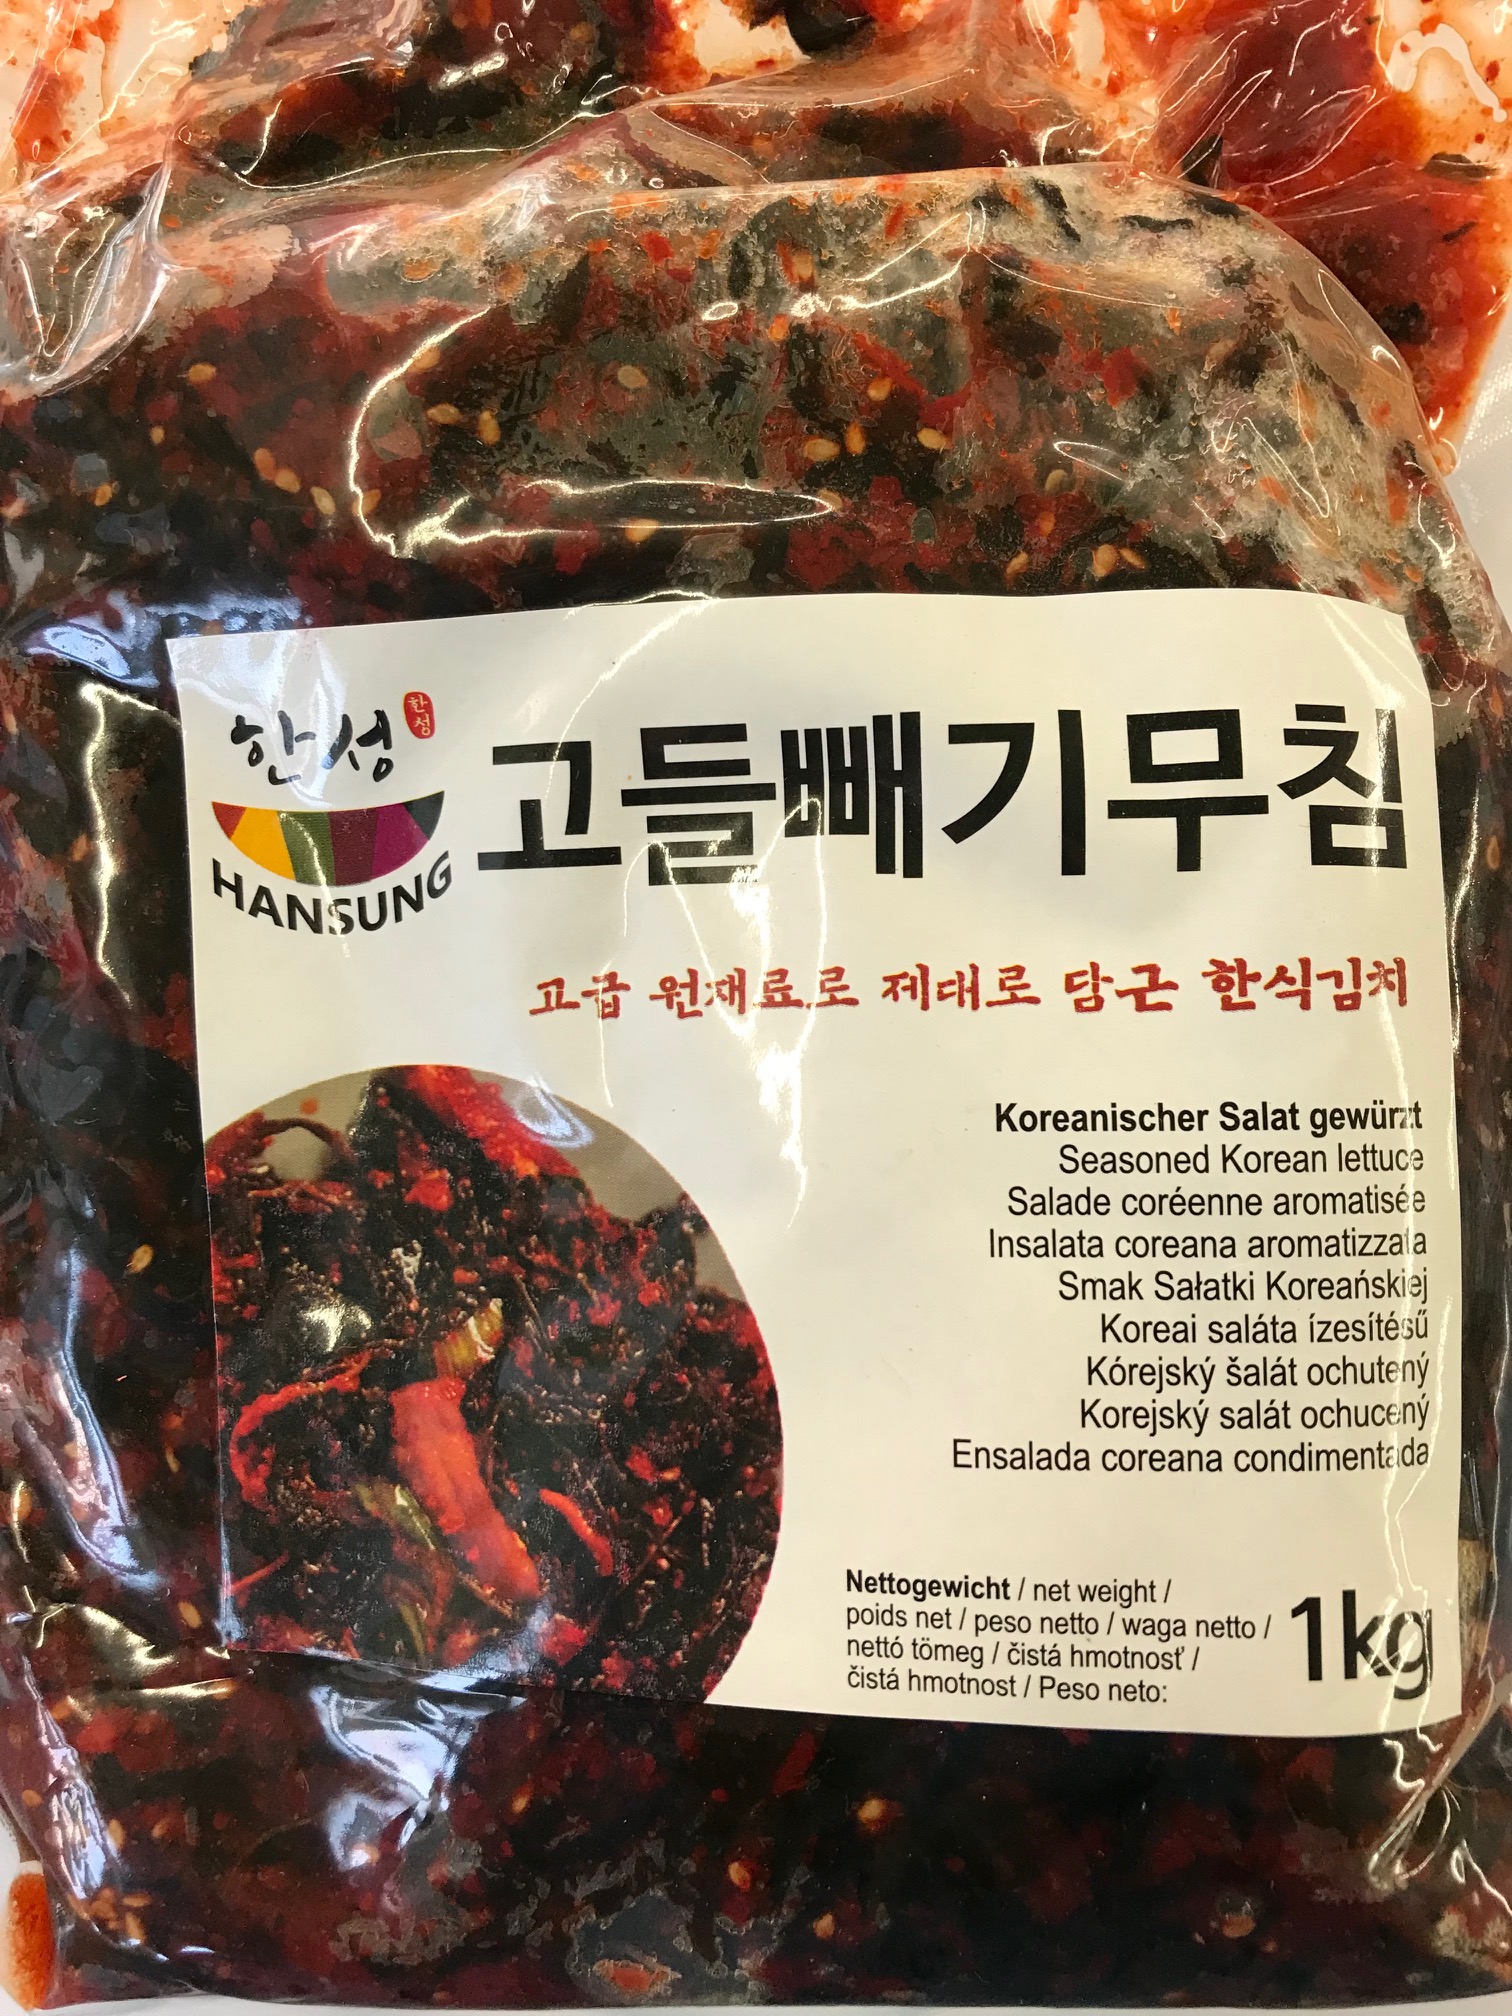 한성
한성
HANSUNG
고들빼기무침
고급 원재료로 제대로 담근 한식김치
Koreanischer Salat gewürzt
Seasoned Korean lettuce
Salade coréenne aromatisée
Insalata coreana aromatizzata
Smak Sałatki Koreańskiej
Koreai saláta ízesítésű
Kórejský šalát ochutený
Korejský salát ochucený
Ensalada coreana condimentada
Nettogewicht / net weight /
poids net / peso netto / waga netto /
nettó tömeg / čistá hmotnosť /
čistá hmotnost / Peso neto:
1kg